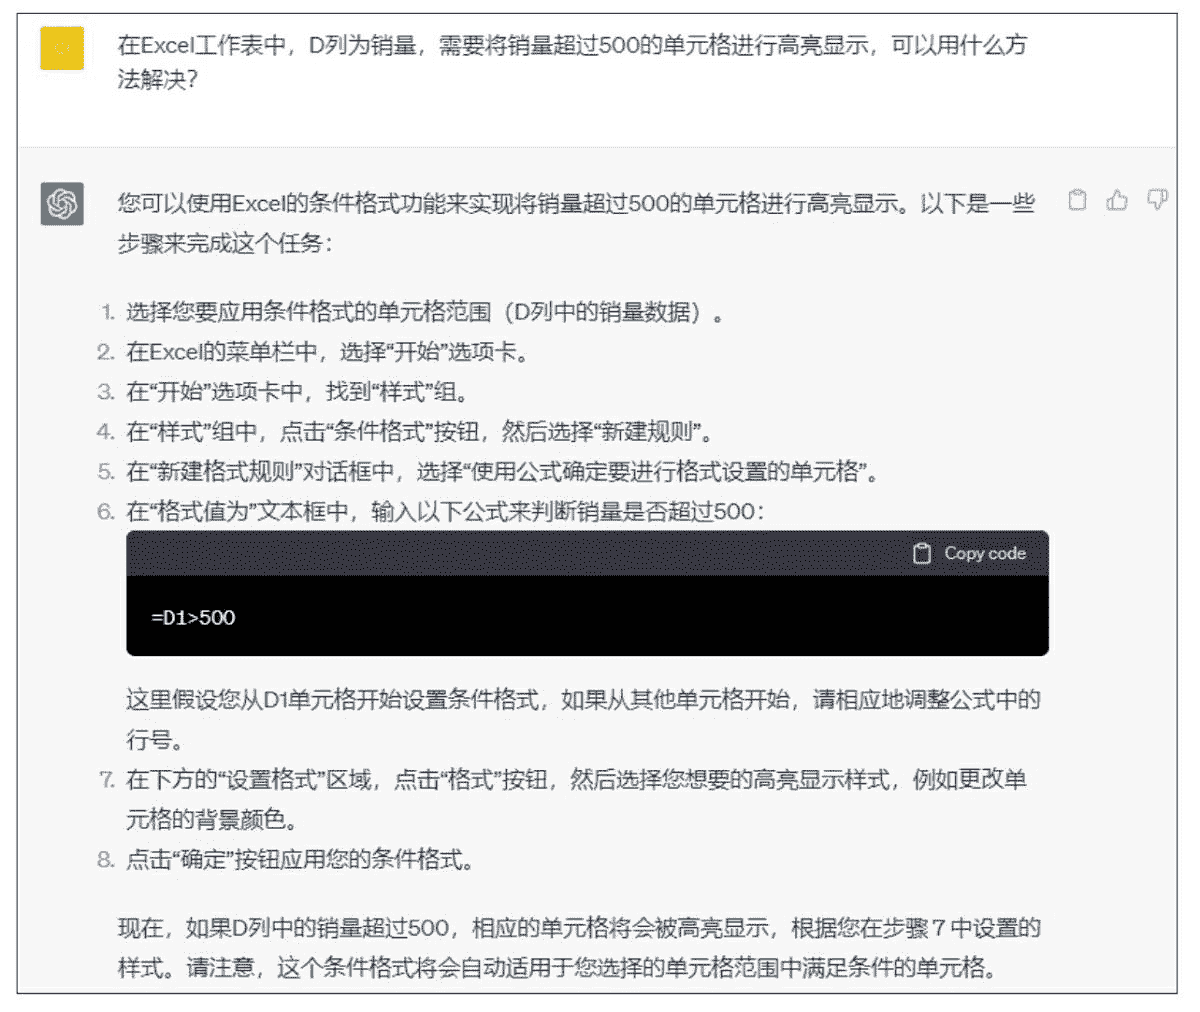 在Excel工作表中，D列为销量，需要将销量超过500的单元格进行高亮显示，可以用什么方
法解决？
您可以使用Excel的条件格式功能来实现将销量超过500的单元格进行高亮显示。以下是一些
步骤来完成这个任务：
1. 选择您要应用条件格式的单元格范围（D列中的销量数据）。
2. 在Excel的菜单栏中，选择“开始”选项卡。
3. 在“开始”选项卡中，找到“样式”组。
4. 在“样式”组中，点击“条件格式”按钮，然后选择“新建规则”。
5. 在“新建格式规则”对话框中，选择“使用公式确定要进行格式设置的单元格”。
6. 在“格式值为”文本框中，输入以下公式来判断销量是否超过500：
Copy code
=D1>500
这里假设您从D1单元格开始设置条件格式，如果从其他单元格开始，请相应地调整公式中的
行号。
7. 在下方的“设置格式”区域，点击“格式”按钮，然后选择您想要的高亮显示样式，例如更改单
元格的背景颜色。
8. 点击“确定”按钮应用您的条件格式。
现在，如果D列中的销量超过500，相应的单元格将会被高亮显示，根据您在步骤 7 中设置的
样式。请注意，这个条件格式将会自动适用于您选择的单元格范围中满足条件的单元格。